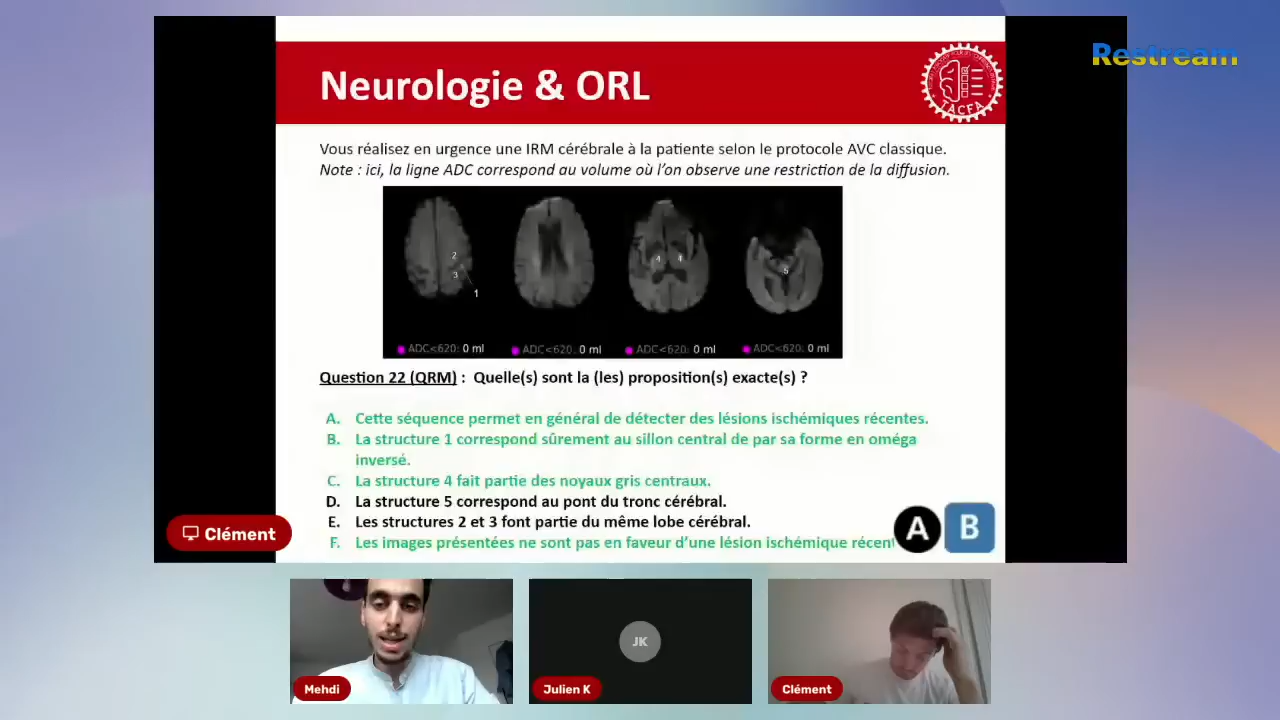 Restream
Neurologie & ORL
TACFA
Vous réalisez en urgence une IRM cérébrale à la patiente selon le protocole AVC classique.
Note : ici, la ligne ADC correspond au volume où l’on observe une restriction de la diffusion.
2
3
1
4 4
5
ADC<620: 0 ml
ADC<620: 0 ml
ADC<620: 0 ml
ADC<620: 0 ml
Question 22 (QRM) : Quelle(s) sont la (les) proposition(s) exacte(s) ?
A. Cette séquence permet en général de détecter des lésions ischémiques récentes.
B. La structure 1 correspond sûrement au sillon central de par sa forme en oméga
inversé.
C. La structure 4 fait partie des noyaux gris centraux.
D. La structure 5 correspond au pont du tronc cérébral.
E. Les structures 2 et 3 font partie du même lobe cérébral.
F. Les images présentées ne sont pas en faveur d’une lésion ischémique récent
A B
Clément
JK
Mehdi
Julien K
Clément